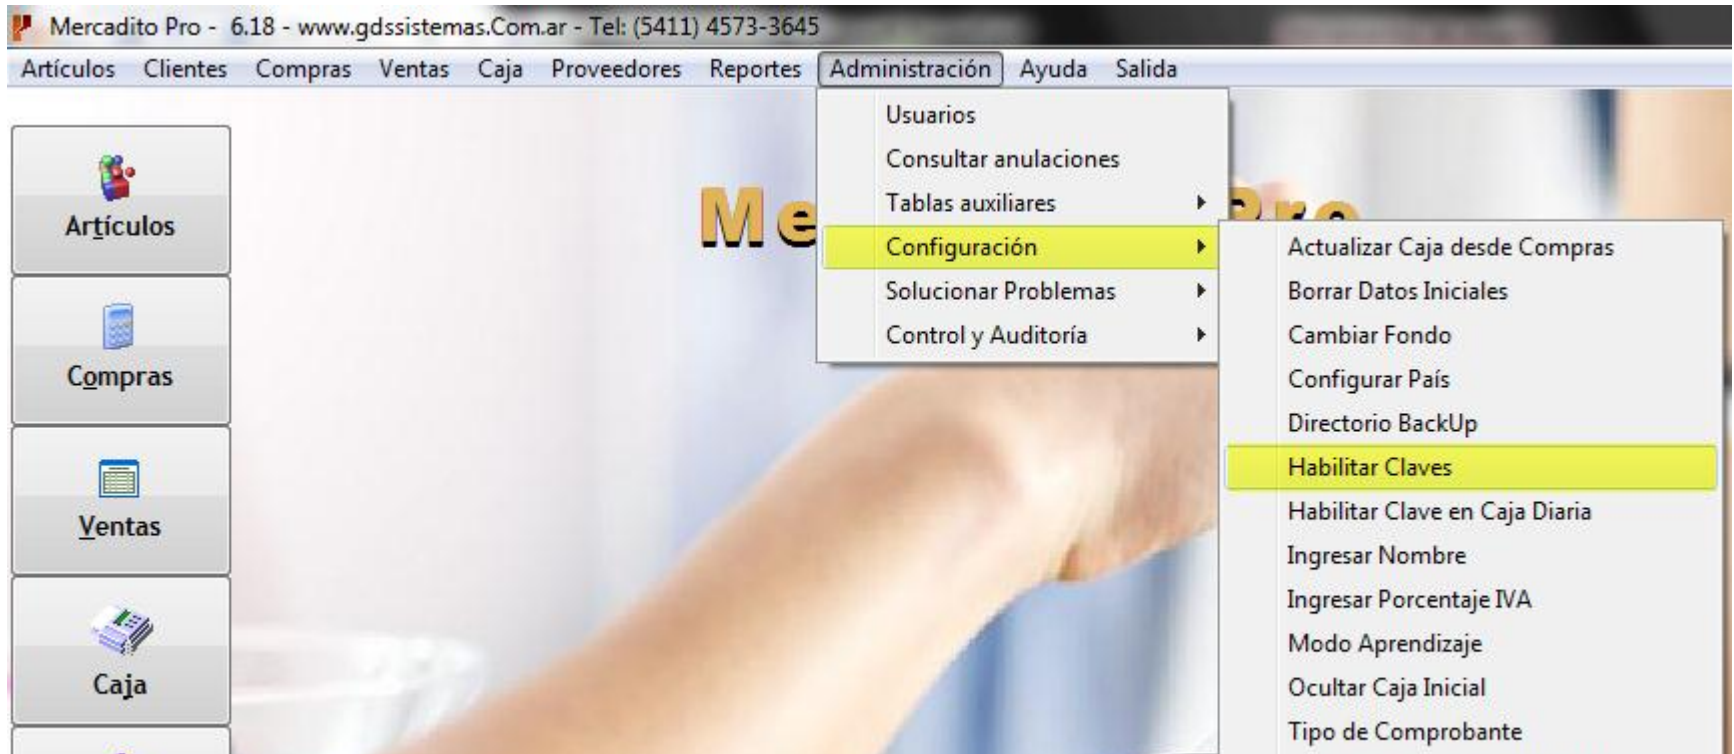 Mercadito Pro - 6.18 - www.gdssistemas.Com.ar - Tel: (5411) 4573-3645
Artículos Clientes Compras Ventas Caja Proveedores Reportes Administración Ayuda Salida
Usuarios
Consultar anulaciones
Tablas auxiliares
Configuración
Solucionar Problemas
Control y Auditoría
Actualizar Caja desde Compras
Borrar Datos Iniciales
Cambiar Fondo
Configurar País
Directorio BackUp
Habilitar Claves
Habilitar Clave en Caja Diaria
Ingresar Nombre
Ingresar Porcentaje IVA
Modo Aprendizaje
Ocultar Caja Inicial
Tipo de Comprobante
Artículos
Compras
Ventas
Caja